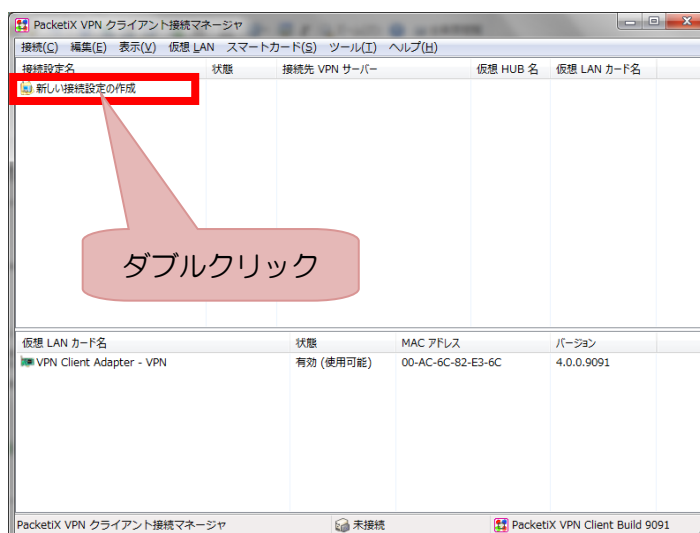 PacketiX VPN クライアント接続マネージャ
接続(C) 編集(E) 表示(V) 仮想 LAN スマートカード(S) ツール(T) ヘルプ(H)
接続設定名 状態 接続先 VPN サーバー 仮想 HUB 名 仮想 LAN カード名
新しい接続設定の作成
ダブルクリック
仮想 LAN カード名 状態 MAC アドレス バージョン
VPN Client Adapter - VPN 有効 (使用可能) 00-AC-6C-82-E3-6C 4.0.0.9091
PacketiX VPN クライアント接続マネージャ 未接続 PacketiX VPN Client Build 9091